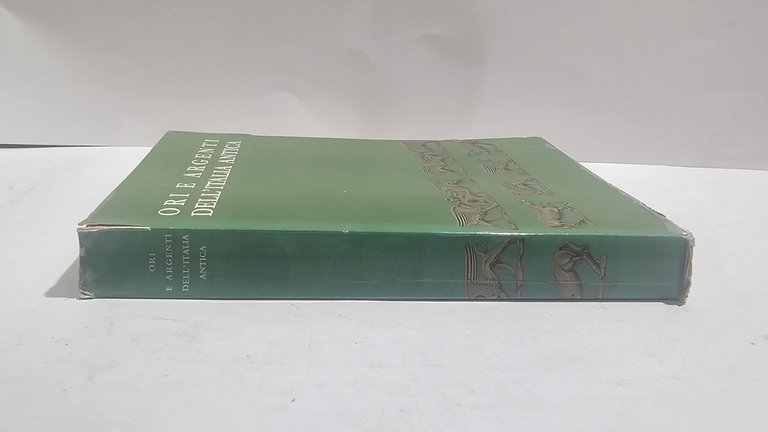 ORI E ARGENTI
DELL'ITALIA ANTICA
ORI
E ARGENTI
DELL'ITALIA
ANTICA